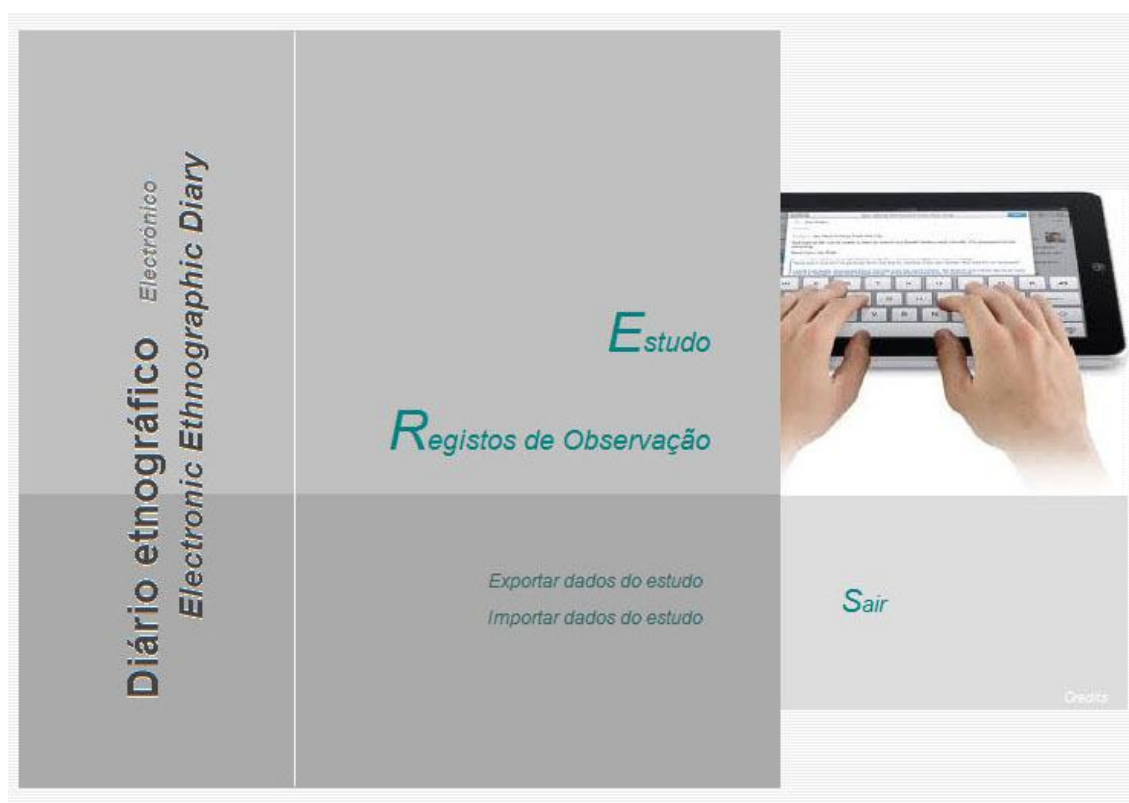 Diário etnográfico Electrónico
Electronic Ethnographic Diary
Estudo
Registos de Observação
Exportar dados do estudo
Importar dados do estudo
Sair
Credits